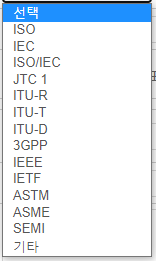 선택
ISO
IEC
ISO/IEC
JTC 1
ITU-R
ITU-T
ITU-D
3GPP
IEEE
IETF
ASTM
ASME
SEMI
기타